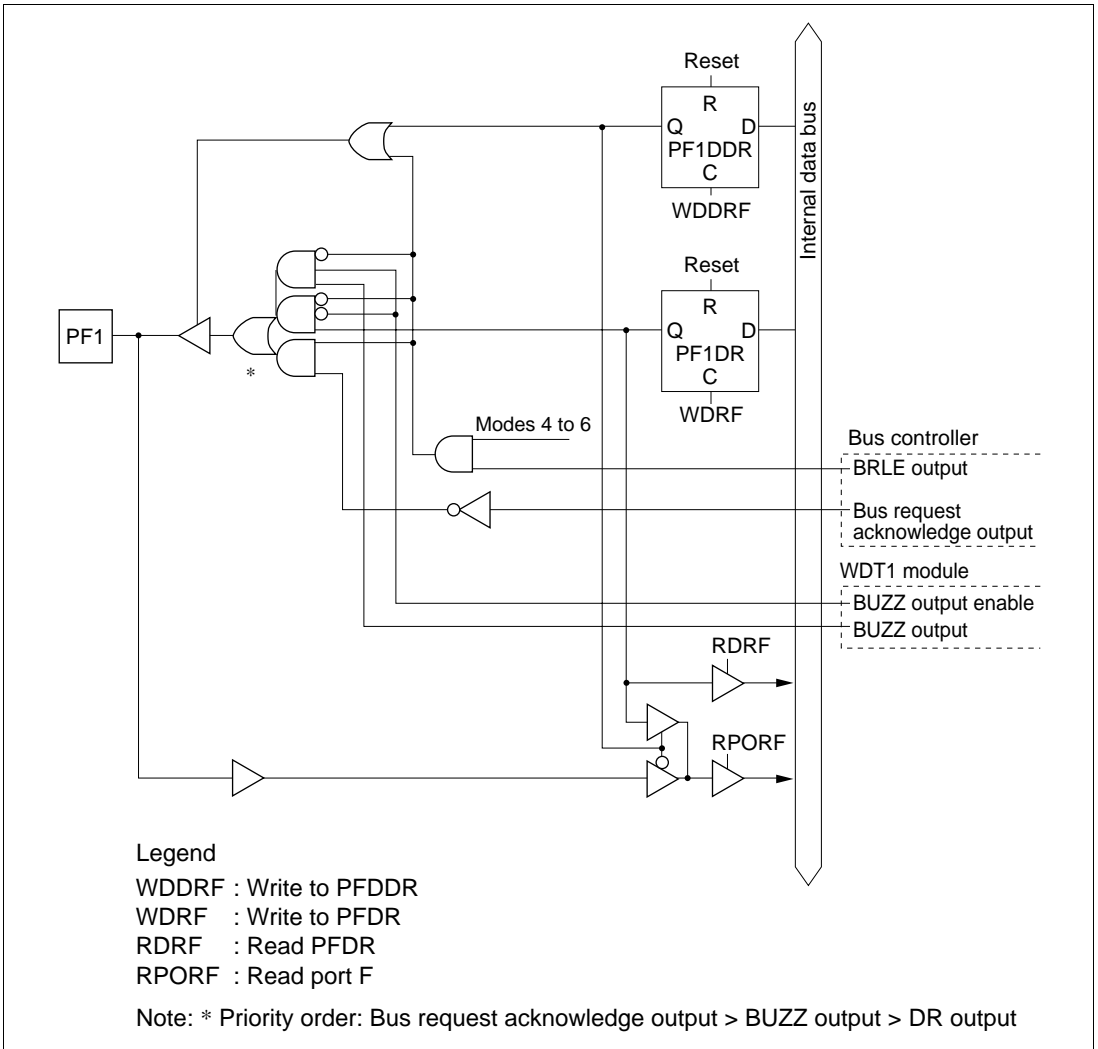 Reset
R
Q D
PF1DDR
C
WDDRF
Internal data bus
Reset
R
Q D
PF1DR
C
WDRF
PF1
*
Modes 4 to 6
Bus controller
BRLE output
Bus request
acknowledge output
WDT1 module
BUZZ output enable
BUZZ output
RDRF
RPORF
Legend
WDDRF : Write to PFDDR
WDRF : Write to PFDR
RDRF : Read PFDR
RPORF : Read port F
Note: * Priority order: Bus request acknowledge output > BUZZ output > DR output